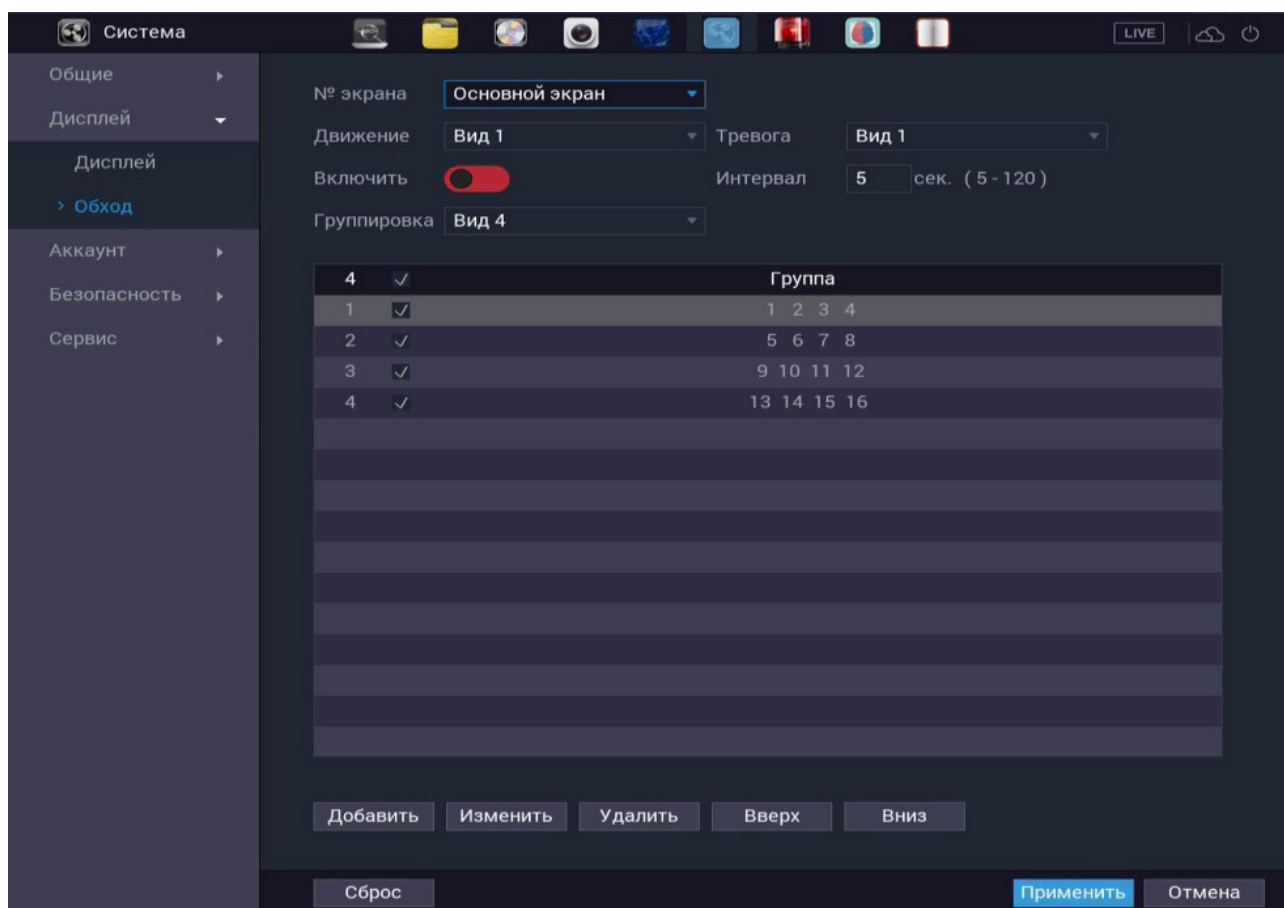 Система
LIVE
Общие
Дисплей
Дисплей
> Обход
Аккаунт
Безопасность
Сервис
№ экрана Основной экран
Движение Вид 1 Тревога Вид 1
Включить Интервал 5 сек. ( 5 - 120 )
Группировка Вид 4
4 Группа
1 1 2 3 4
2 5 6 7 8
3 9 10 11 12
4 13 14 15 16
Добавить Изменить Удалить Вверх Вниз
Сброс Применить Отмена